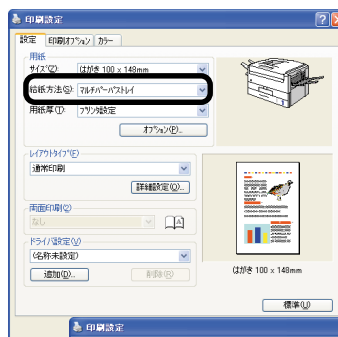 印刷設定
設定 印刷ｵﾌﾟｼｮﾝ ｶﾗｰ
用紙
ｻｲｽﾞ(Z): はがき 100 x 148mm
給紙方法(S): ﾏﾙﾁﾊﾟｰﾊﾟｽﾄﾚｲ
用紙厚(T): ﾌﾟﾘﾝﾀ設定
ｵﾌﾟｼｮﾝ(P)...
ﾚｲｱｳﾄﾀｲﾌﾟ(E)
通常印刷
詳細設定(O)...
両面印刷(2)
なし
ﾄﾞﾗｲﾊﾞ設定(V)
(名称未設定)
追加(D)... 削除(R)
はがき 100 x 148mm
標準(U)
印刷設定